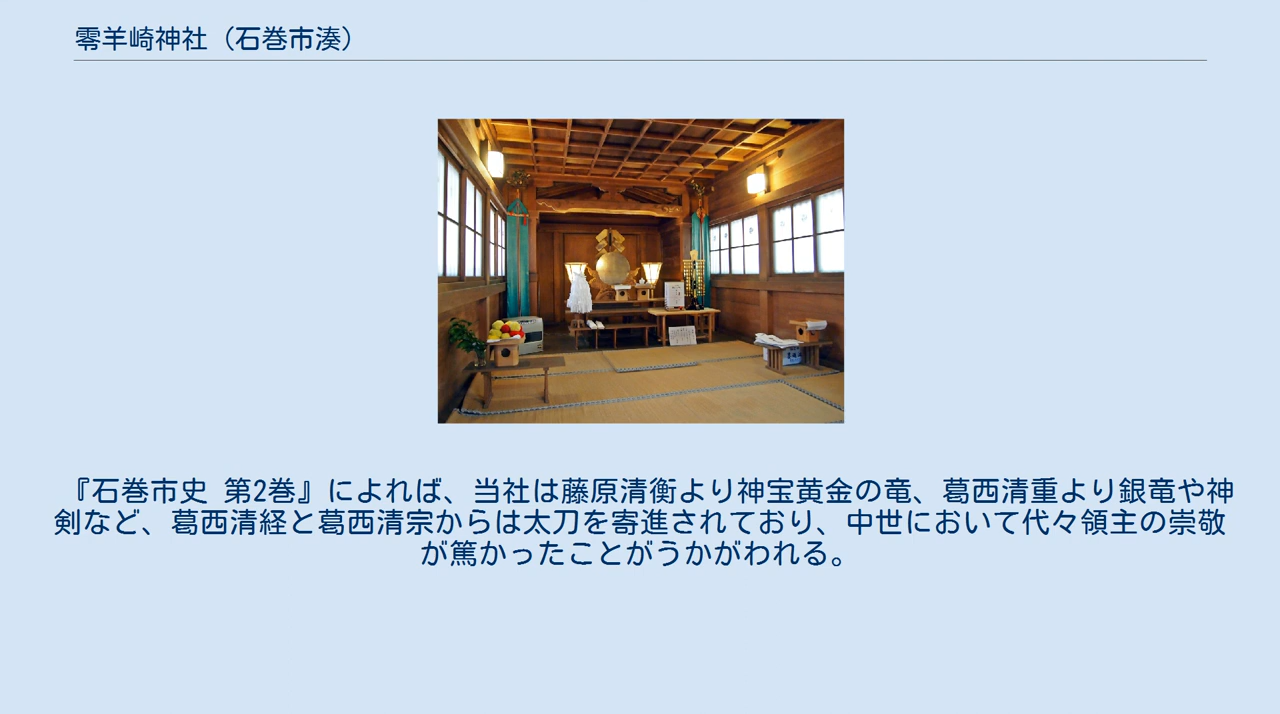 零羊崎神社（石巻市湊）
『石巻市史 第2巻』によれば、当社は藤原清衡より神宝黄金の竜、葛西清重より銀竜や神
剣など、葛西清経と葛西清宗からは太刀を寄進されており、中世において代々領主の崇敬
が篤かったことがうかがわれる。